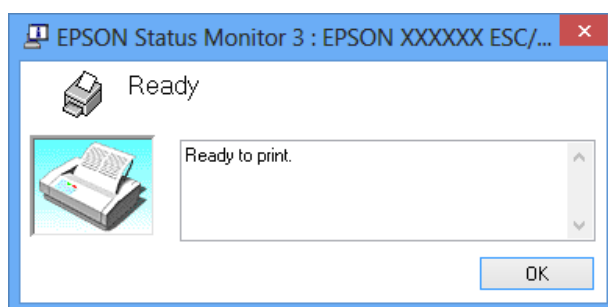 EPSON Status Monitor 3 : EPSON XXXXXX ESC/...
Ready
Ready to print.
OK